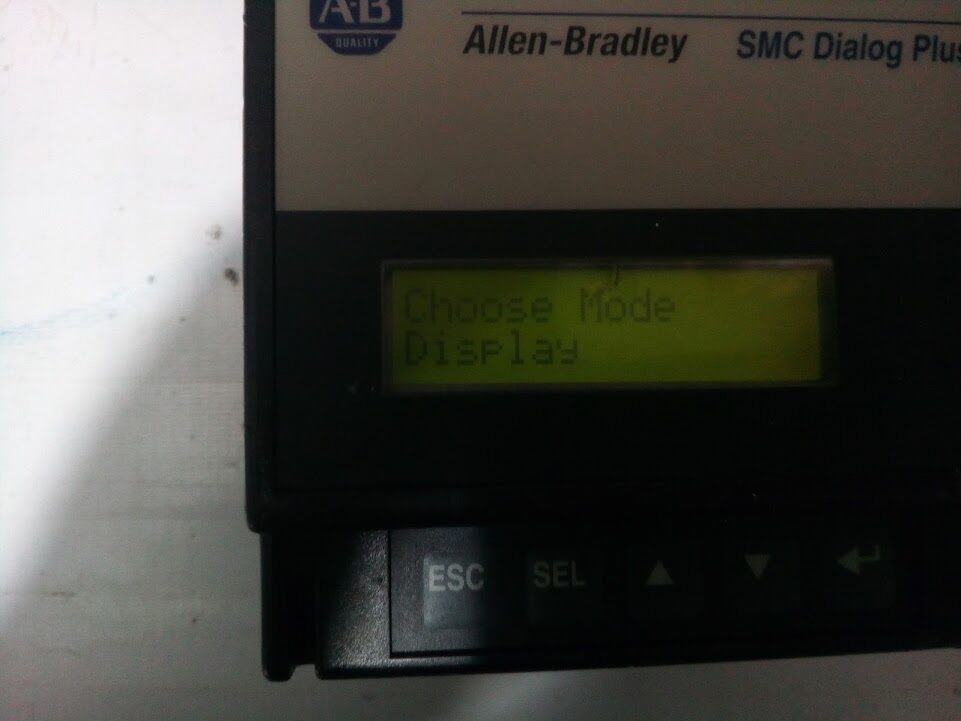 A-B
QUALITY
Allen-Bradley SMC Dialog Plus
Choose Mode
Display
ESC SEL